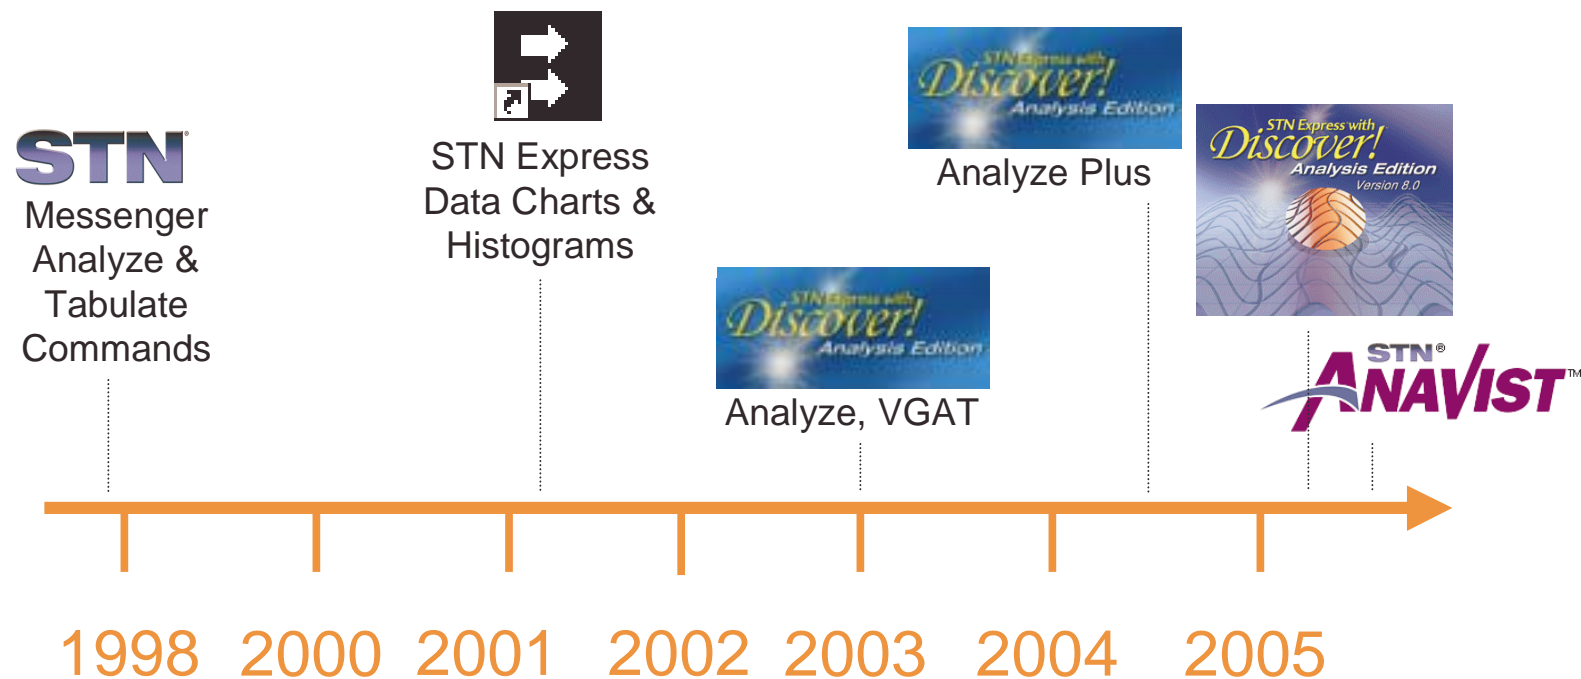 STN®
Messenger
Analyze &
Tabulate
Commands
STN Express
Data Charts &
Histograms
STN Express with
Discover!
Analysis Edition
Analyze, VGAT
STN Express with
Discover!
Analysis Edition
Analyze Plus
STN Express with
Discover!
Analysis Edition
Version 8.0
STN®
ANAVIST™
1998 2000 2001 2002 2003 2004 2005